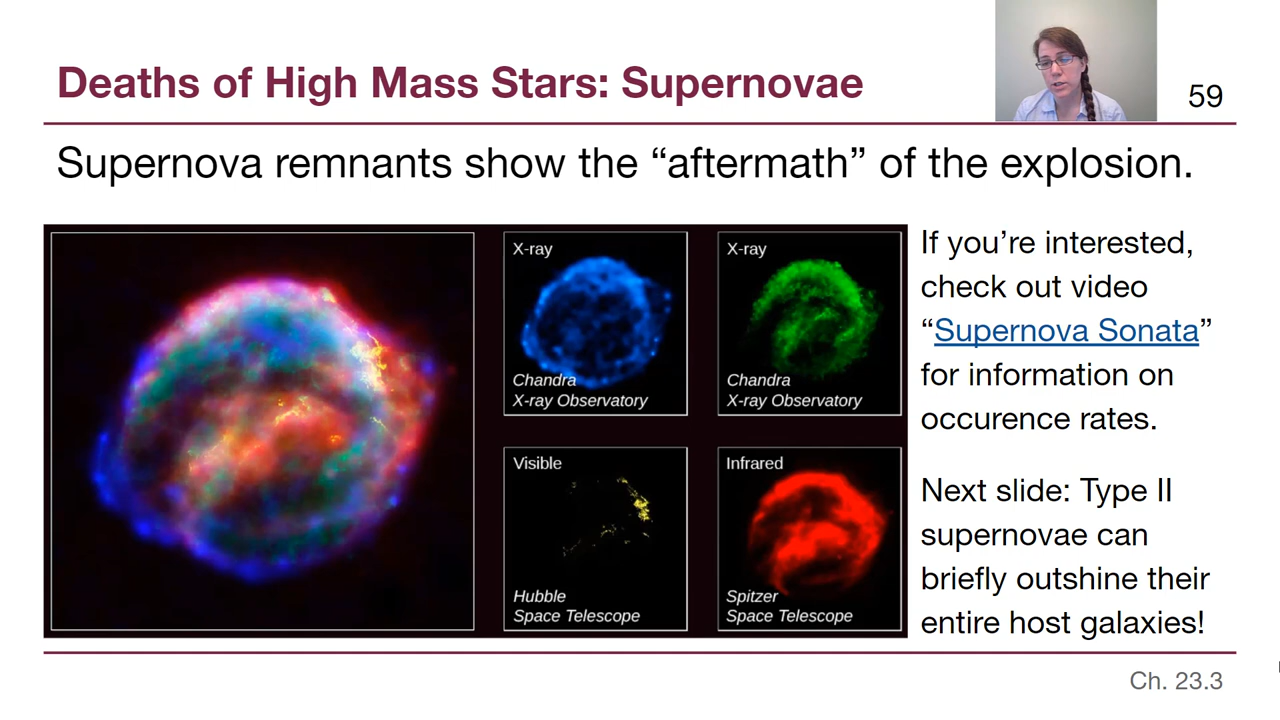 Deaths of High Mass Stars: Supernovae
59
Supernova remnants show the “aftermath” of the explosion.
X-ray
Chandra
X-ray Observatory
X-ray
Chandra
X-ray Observatory
Visible
Hubble
Space Telescope
Infrared
Spitzer
Space Telescope
If you’re interested,
check out video
“Supernova Sonata”
for information on
occurence rates.
Next slide: Type II
supernovae can
briefly outshine their
entire host galaxies!
Ch. 23.3